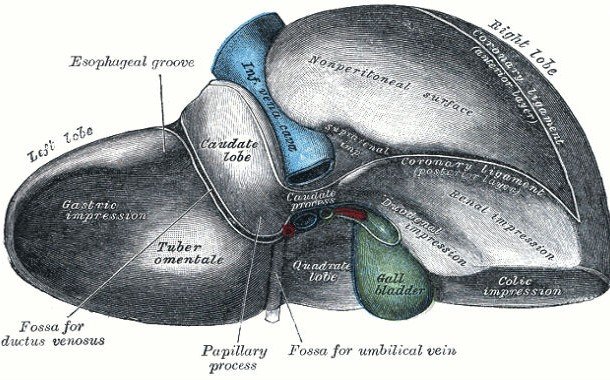 Right lobe
Coronary ligament
(anterior layer)
Esophageal groove
Inf. vena cava
Nonperitoneal surface
Left lobe
Caudate
lobe
Suprarenal
imp.
Coronary ligament
(posterior layer)
Caudate
process
Gastric
impression
Duodenal
impression
Renal impression
Tuber
omentale
Quadrate
lobe
Gall
bladder
Colic
impression
Fossa for
ductus venosus
Papillary
process
Fossa for umbilical vein